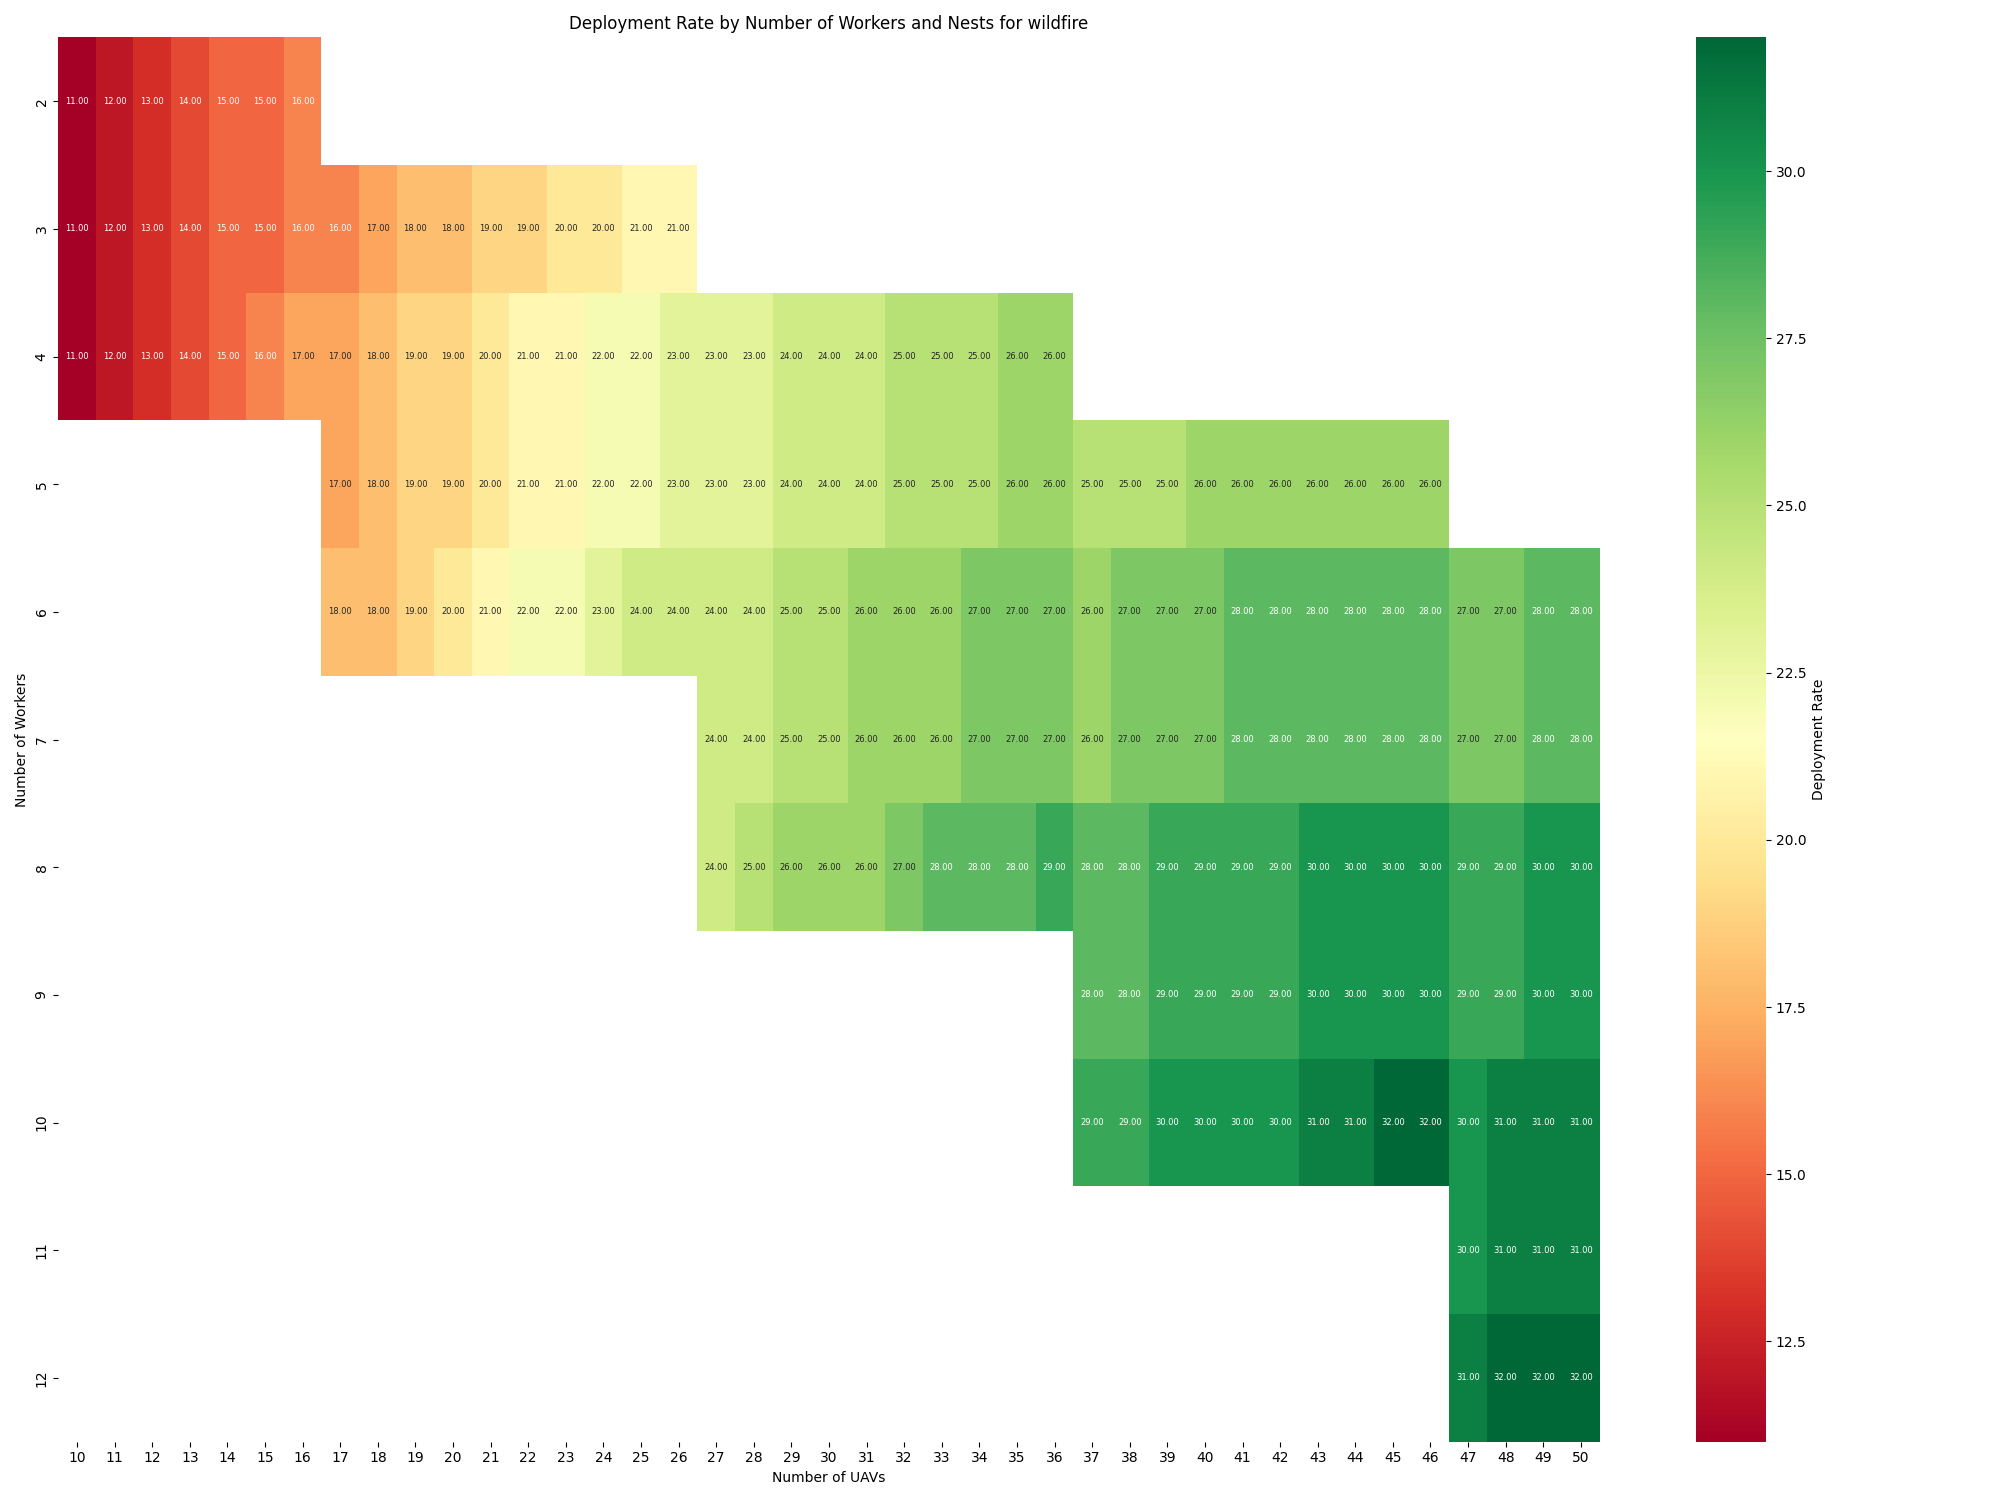 Deployment Rate by Number of Workers and Nests for wildfire
2
11.00 12.00 13.00 14.00 15.00 15.00 16.00
3
11.00 12.00 13.00 14.00 15.00 15.00 16.00 16.00 17.00 18.00 18.00 19.00 19.00 20.00 20.00 21.00 21.00
4
11.00 12.00 13.00 14.00 15.00 16.00 17.00 17.00 18.00 19.00 19.00 20.00 21.00 21.00 22.00 22.00 23.00 23.00 23.00 24.00 24.00 24.00 25.00 25.00 25.00 26.00 26.00
5
17.00 18.00 19.00 19.00 20.00 21.00 21.00 22.00 22.00 23.00 23.00 23.00 24.00 24.00 24.00 25.00 25.00 25.00 26.00 26.00 25.00 25.00 25.00 26.00 26.00 26.00 26.00 26.00 26.00 26.00
6
18.00 18.00 19.00 20.00 21.00 22.00 22.00 23.00 24.00 24.00 24.00 24.00 25.00 25.00 26.00 26.00 26.00 27.00 27.00 27.00 26.00 27.00 27.00 27.00 28.00 28.00 28.00 28.00 28.00 28.00 27.00 27.00 28.00 28.00
7
24.00 24.00 25.00 25.00 26.00 26.00 26.00 27.00 27.00 27.00 26.00 27.00 27.00 27.00 28.00 28.00 28.00 28.00 28.00 28.00 27.00 27.00 28.00 28.00
8
24.00 25.00 26.00 26.00 26.00 27.00 28.00 28.00 28.00 29.00 28.00 28.00 29.00 29.00 29.00 29.00 30.00 30.00 30.00 30.00 29.00 29.00 30.00 30.00
9
28.00 28.00 29.00 29.00 29.00 29.00 30.00 30.00 30.00 30.00 29.00 29.00 30.00 30.00
10
29.00 29.00 30.00 30.00 30.00 30.00 31.00 31.00 32.00 32.00 30.00 31.00 31.00 31.00
11
30.00 31.00 31.00 31.00
12
31.00 32.00 32.00 32.00
Number of Workers
10 11 12 13 14 15 16 17 18 19 20 21 22 23 24 25 26 27 28 29 30 31 32 33 34 35 36 37 38 39 40 41 42 43 44 45 46 47 48 49 50
Number of UAVs
30.0
27.5
25.0
22.5
20.0
17.5
15.0
12.5
Deployment Rate